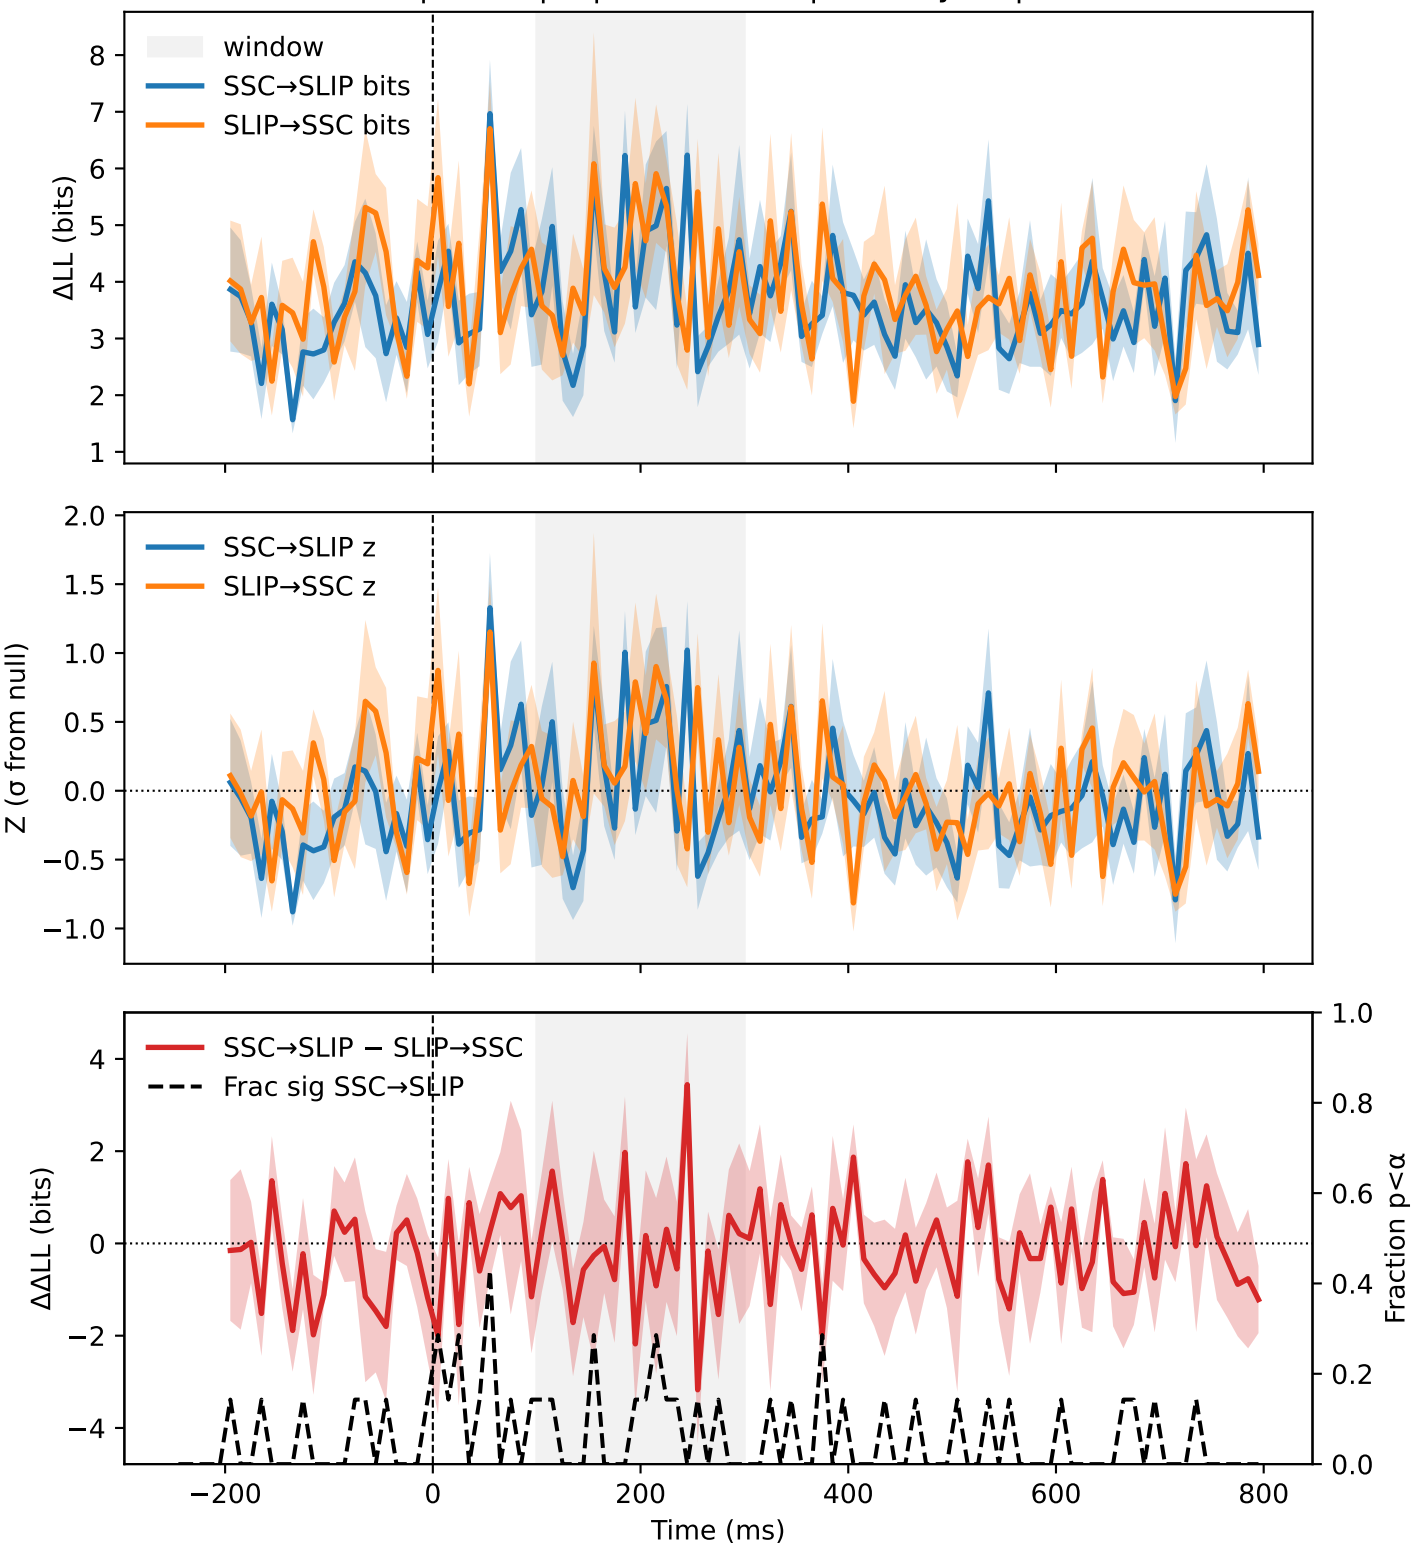 window
SSC→SLIP bits
SLIP→SSC bits
ΔLL (bits)
8
7
6
5
4
3
2
1
SSC→SLIP z
SLIP→SSC z
Z (σ from null)
2.0
1.5
1.0
0.5
0.0
−0.5
−1.0
SSC→SLIP − SLIP→SSC
Frac sig SSC→SLIP
ΔΔLL (bits)
4
2
0
−2
−4
1.0
0.8
0.6
0.4
0.2
0.0
Fraction p<α
−200
0
200
400
600
800
Time (ms)